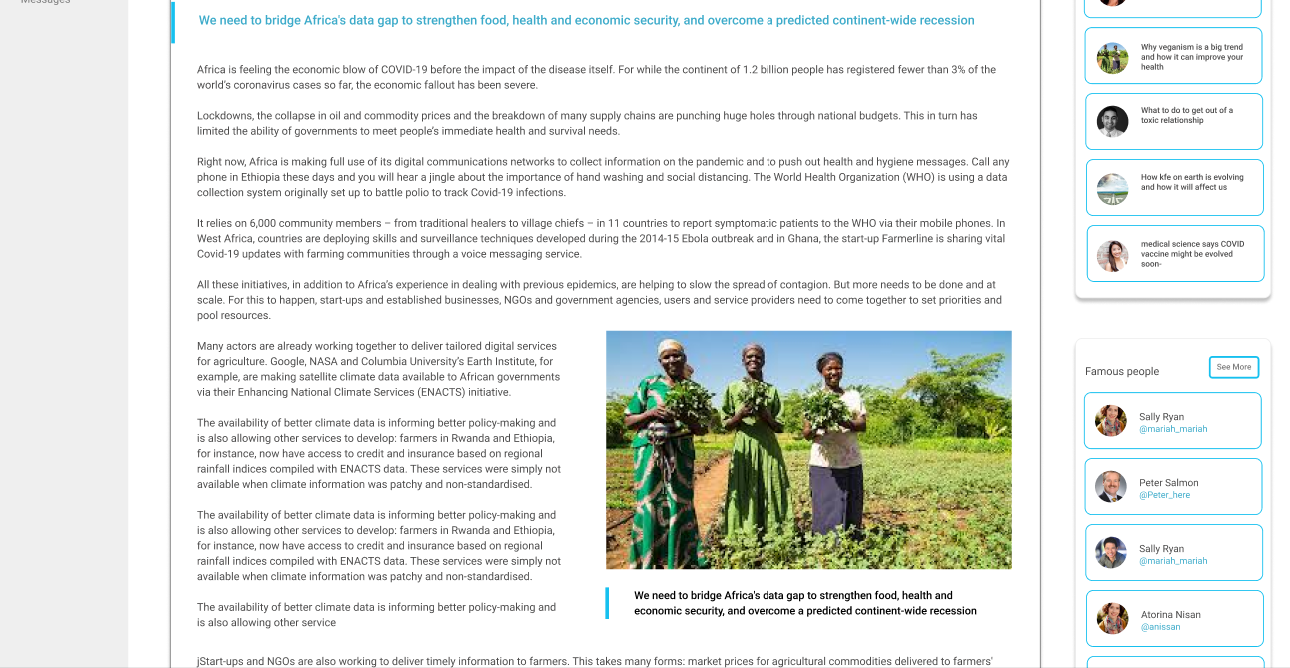 Messages
We need to bridge Africa's data gap to strengthen food, health and economic security, and overcome a predicted continent-wide recession
Africa is feeling the economic blow of COVID-19 before the impact of the disease itself. For while the continent of 1.2 billion people has registered fewer than 3% of the
world's coronavirus cases so far, the economic fallout has been severe.
Lockdowns, the collapse in oil and commodity prices and the breakdown of many supply chains are punching huge holes through national budgets. This in turn has
limited the ability of governments to meet people's immediate health and survival needs.
Right now, Africa is making full use of its digital communications networks to collect information on the pandemic and to push out health and hygiene messages. Call any
phone in Ethiopia these days and you will hear a jingle about the importance of hand washing and social distancing. The World Health Organization (WHO) is using a data
collection system originally set up to battle polio to track Covid-19 infections.
It relies on 6,000 community members – from traditional healers to village chiefs – in 11 countries to report symptomatic patients to the WHO via their mobile phones. In
West Africa, countries are deploying skills and surveillance techniques developed during the 2014-15 Ebola outbreak and in Ghana, the start-up Farmerline is sharing vital
Covid-19 updates with farming communities through a voice messaging service.
All these initiatives, in addition to Africa's experience in dealing with previous epidemics, are helping to slow the spread of contagion. But more needs to be done and at
scale. For this to happen, start-ups and established businesses, NGOs and government agencies, users and service providers need to come together to set priorities and
pool resources.
Many actors are already working together to deliver tailored digital services
for agriculture. Google, NASA and Columbia University's Earth Institute, for
example, are making satellite climate data available to African governments
via their Enhancing National Climate Services (ENACTS) initiative.
The availability of better climate data is informing better policy-making and
is also allowing other services to develop: farmers in Rwanda and Ethiopia,
for instance, now have access to credit and insurance based on regional
rainfall indices compiled with ENACTS data. These services were simply not
available when climate information was patchy and non-standardised.
The availability of better climate data is informing better policy-making and
is also allowing other services to develop: farmers in Rwanda and Ethiopia,
for instance, now have access to credit and insurance based on regional
rainfall indices compiled with ENACTS data. These services were simply not
available when climate information was patchy and non-standardised.
The availability of better climate data is informing better policy-making and
is also allowing other service
We need to bridge Africa's data gap to strengthen food, health and
economic security, and overcome a predicted continent-wide recession
jStart-ups and NGOs are also working to deliver timely information to farmers. This takes many forms: market prices for agricultural commodities delivered to farmers'
Why veganism is a big trend
and how it can improve your
health
What to do to get out of a
toxic relationship
How kfe on earth is evolving
and how it will affect us
medical science says COVID
vaccine might be evolved
soon-
Famous people
See More
Sally Ryan
@mariah_mariah
Peter Salmon
@Peter_here
Sally Ryan
@mariah_mariah
Atorina Nisan
@anissan